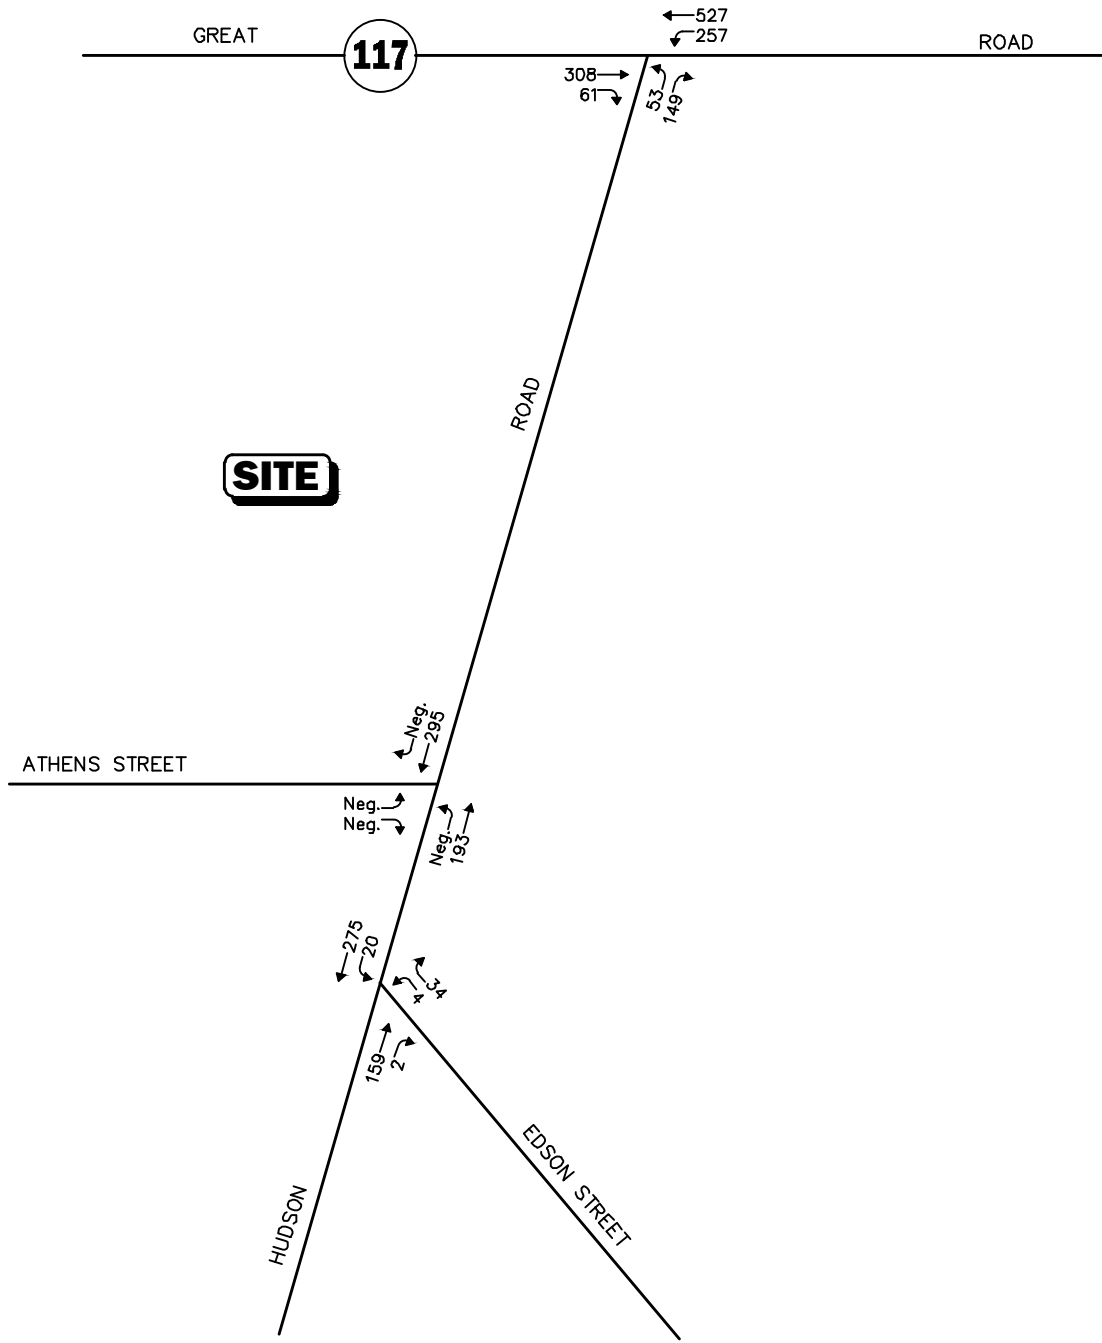 527
257
GREAT
117
ROAD
308
61
53
149
ROAD
SITE
Neg.
295
ATHENS STREET
Neg.
Neg.
Neg.
193
275
20
34
4
159
2
EDSON STREET
HUDSON